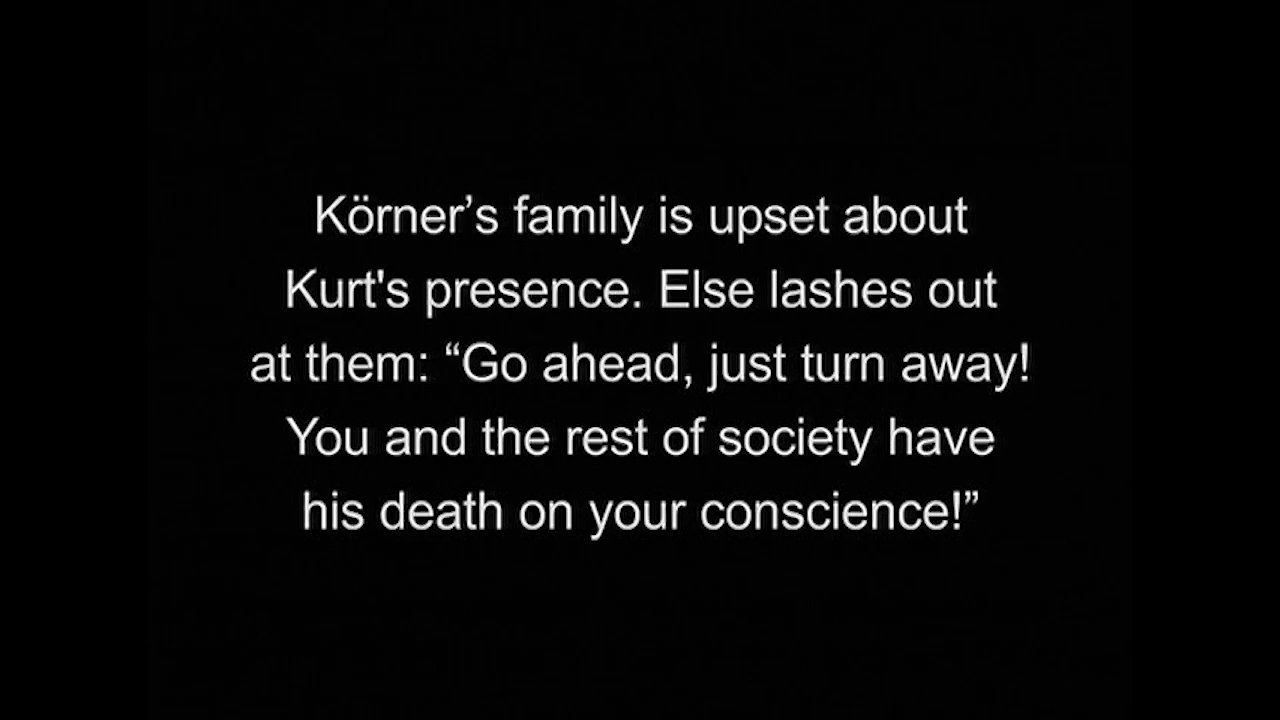 Körner’s family is upset about
Kurt's presence. Else lashes out
at them: “Go ahead, just turn away!
You and the rest of society have
his death on your conscience!”